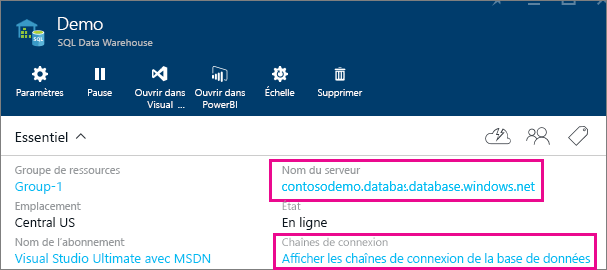 Demo
SQL Data Warehouse
SQL
Paramètres
Pause
Ouvrir dans
Visual ...
Ouvrir dans
PowerBI
Échelle
Supprimer
Essentiel
Groupe de ressources
Group-1
Nom du serveur
contosodemo.databas.database.windows.net
Emplacement
Central US
État
En ligne
Nom de l'abonnement
Visual Studio Ultimate avec MSDN
Chaînes de connexion
Afficher les chaînes de connexion de la base de données